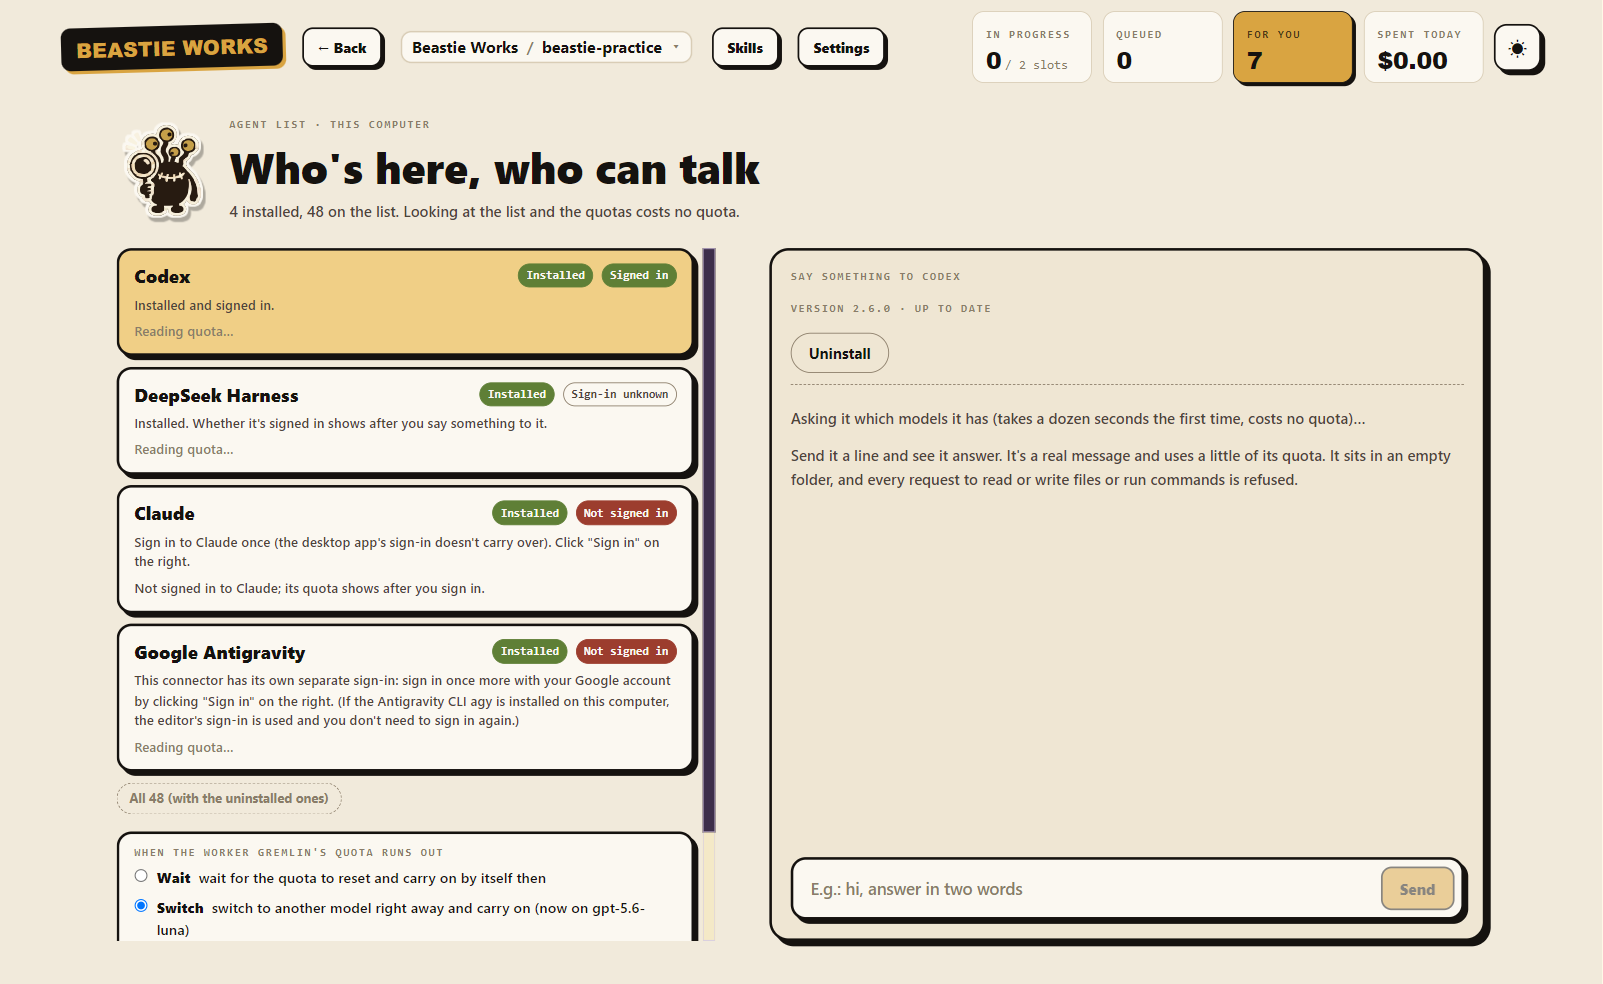 BEASTIE WORKS
← Back
Beastie Works / beastie-practice
Skills
Settings
IN PROGRESS
0 / 2 slots
QUEUED
0
FOR YOU
7
SPENT TODAY
$0.00
AGENT LIST · THIS COMPUTER
Who's here, who can talk
4 installed, 48 on the list. Looking at the list and the quotas costs no quota.
Codex
Installed
Signed in
Installed and signed in.
Reading quota...
DeepSeek Harness
Installed
Sign-in unknown
Installed. Whether it's signed in shows after you say something to it.
Reading quota...
Claude
Installed
Not signed in
Sign in to Claude once (the desktop app's sign-in doesn't carry over). Click "Sign in" on
the right.
Not signed in to Claude; its quota shows after you sign in.
Google Antigravity
Installed
Not signed in
This connector has its own separate sign-in: sign in once more with your Google account
by clicking "Sign in" on the right. (If the Antigravity CLI agy is installed on this computer,
the editor's sign-in is used and you don't need to sign in again.)
Reading quota...
All 48 (with the uninstalled ones)
WHEN THE WORKER GREMLIN'S QUOTA RUNS OUT
Wait wait for the quota to reset and carry on by itself then
Switch switch to another model right away and carry on (now on gpt-5.6-
luna)
SAY SOMETHING TO CODEX
VERSION 2.6.0 · UP TO DATE
Uninstall
Asking it which models it has (takes a dozen seconds the first time, costs no quota)...
Send it a line and see it answer. It's a real message and uses a little of its quota. It sits in an empty
folder, and every request to read or write files or run commands is refused.
E.g.: hi, answer in two words
Send